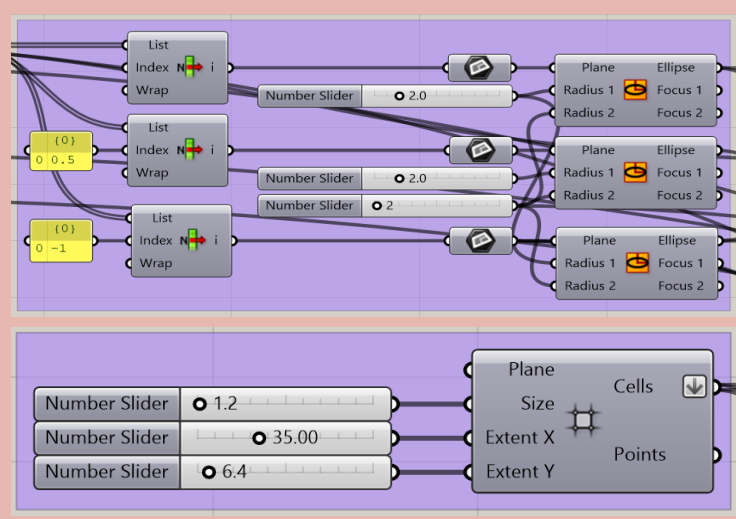 List
Index N i
Wrap
Plane Ellipse
Radius 1 Focus 1
Radius 2 Focus 2
Number Slider 2.0
List
Index N i
Wrap
{0}
0 0.5
Plane Ellipse
Radius 1 Focus 1
Radius 2 Focus 2
Number Slider 2.0
Number Slider 2
List
Index N i
Wrap
{0}
0 -1
Plane Ellipse
Radius 1 Focus 1
Radius 2 Focus 2
Plane
Size
Extent X
Extent Y
Cells
Points
Number Slider 1.2
Number Slider 35.00
Number Slider 6.4